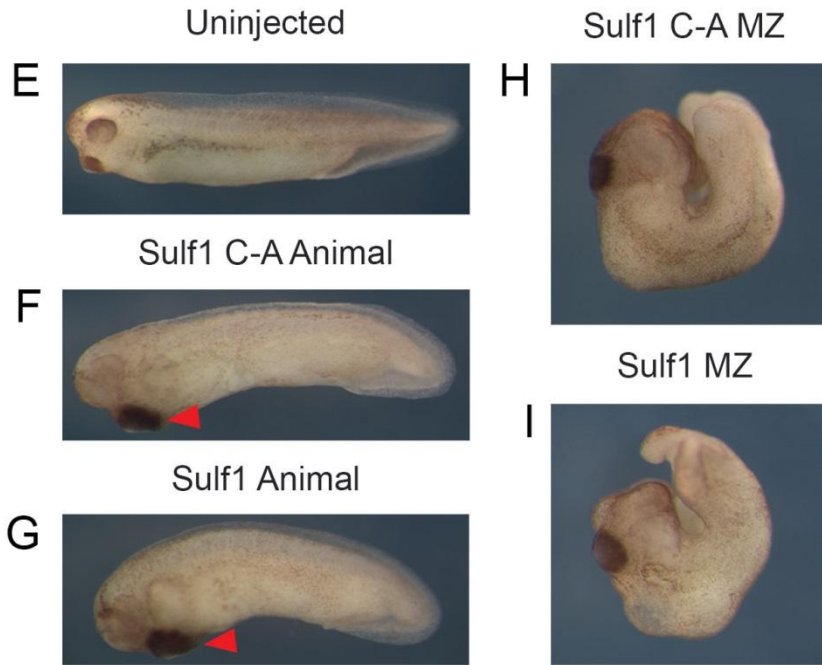 Uninjected
E
Sulf1 C-A Animal
F
Sulf1 Animal
G
Sulf1 C-A MZ
H
Sulf1 MZ
I